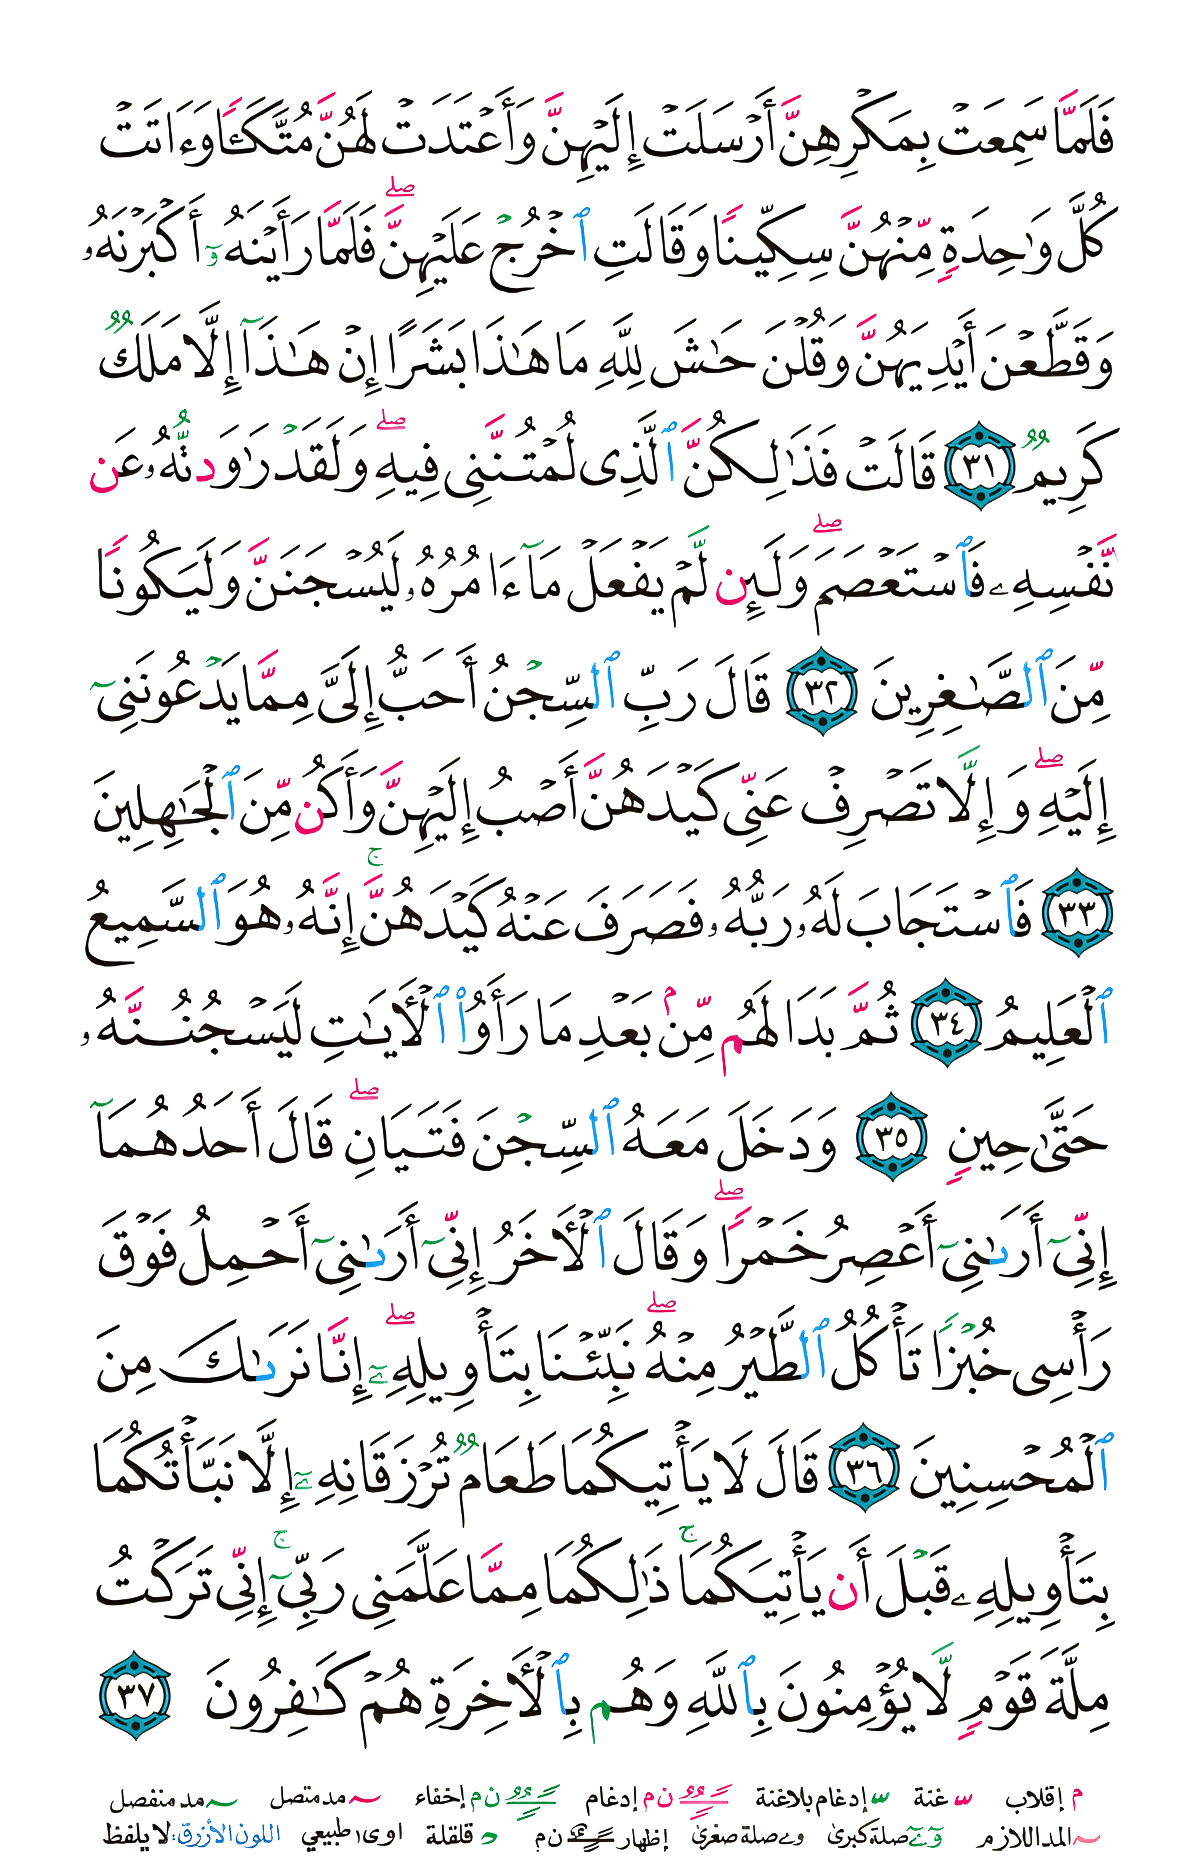 فَلَمَّا سَمِعَتْ بِمَكْرِهِنَّ أَرْسَلَتْ إِلَيْهِنَّ وَأَعْتَدَتْ لَهُنَّ مُتَّكَـًٔا وَءَاتَتْ
كُلَّ وَٰحِدَةٍ مِّنْهُنَّ سِكِّينًا وَقَالَتِ ٱخْرُجْ عَلَيْهِنَّ ۖ فَلَمَّا رَأَيْنَهُۥٓ أَكْبَرْنَهُۥ
وَقَطَّعْنَ أَيْدِيَهُنَّ وَقُلْنَ حَٰشَ لِلَّهِ مَا هَٰذَا بَشَرًا إِنْ هَٰذَآ إِلَّا مَلَكٌ
كَرِيمٌ ٣١ قَالَتْ فَذَٰلِكُنَّ ٱلَّذِى لُمْتُنَّنِى فِيهِ ۖ وَلَقَدْ رَٰوَدتُّهُۥ عَن
نَّفْسِهِۦ فَٱسْتَعْصَمَ ۖ وَلَئِن لَّمْ يَفْعَلْ مَآ ءَامُرُهُۥ لَيُسْجَنَنَّ وَلَيَكُونًا
مِّنَ ٱلصَّٰغِرِينَ ٣٢ قَالَ رَبِّ ٱلسِّجْنُ أَحَبُّ إِلَىَّ مِمَّا يَدْعُونَنِىٓ
إِلَيْهِ ۖ وَإِلَّا تَصْرِفْ عَنِّى كَيْدَهُنَّ أَصْبُ إِلَيْهِنَّ وَأَكُن مِّنَ ٱلْجَٰهِلِينَ
٣٣ فَٱسْتَجَابَ لَهُۥ رَبُّهُۥ فَصَرَفَ عَنْهُ كَيْدَهُنَّ ۚ إِنَّهُۥ هُوَ ٱلسَّمِيعُ
ٱلْعَلِيمُ ٣٤ ثُمَّ بَدَا لَهُم مِّنۢ بَعْدِ مَا رَأَوُا۟ ٱلْأَيَٰتِ لَيَسْجُنُنَّهُۥ
حَتَّىٰ حِينٍ ٣٥ وَدَخَلَ مَعَهُ ٱلسِّجْنَ فَتَيَانِ ۖ قَالَ أَحَدُهُمَآ
إِنِّىٓ أَرَىٰنِىٓ أَعْصِرُ خَمْرًا ۖ وَقَالَ ٱلْأَخَرُ إِنِّىٓ أَرَىٰنِىٓ أَحْمِلُ فَوْقَ
رَأْسِى خُبْزًا تَأْكُلُ ٱلطَّيْرُ مِنْهُ ۖ نَبِّئْنَا بِتَأْوِيلِهِۦٓ ۖ إِنَّا نَرَىٰكَ مِنَ
ٱلْمُحْسِنِينَ ٣٦ قَالَ لَا يَأْتِيكُمَا طَعَامٌ تُرْزَقَانِهِۦٓ إِلَّا نَبَّأْتُكُمَا
بِتَأْوِيلِهِۦ قَبْلَ أَن يَأْتِيَكُمَا ۚ ذَٰلِكُمَا مِمَّا عَلَّمَنِى رَبِّىٓ ۚ إِنِّى تَرَكْتُ
مِلَّةَ قَوْمٍ لَّا يُؤْمِنُونَ بِٱللَّهِ وَهُم بِٱلْأَخِرَةِ هُمْ كَٰفِرُونَ ٣٧
م إقلاب غنة إدغام بلاغنة ن م إدغام ن م إخفاء مد متصل مد منفصل
المد اللازم صلة كبرى و ے صلة صغرى إظهار ن م قلقلة اوى طبيعي اللون الأزرق: لا يلفظ